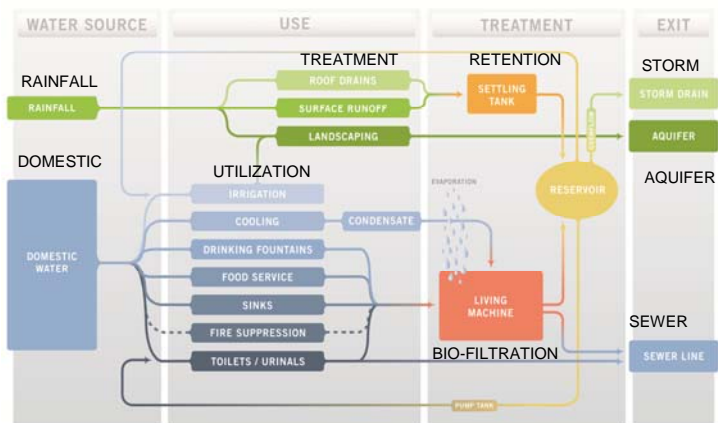 WATER SOURCE
USE
TREATMENT
EXIT
TREATMENT
RETENTION
STORM
RAINFALL
ROOF DRAINS
SETTLING
TANK
STORM DRAIN
RAINFALL
SURFACE RUNOFF
LANDSCAPING
AQUIFER
DOMESTIC
UTILIZATION
AQUIFER
EVAPORATION
RESERVOIR
IRRIGATION
COOLING
CONDENSATE
DRINKING FOUNTAINS
DOMESTIC
WATER
FOOD SERVICE
SINKS
LIVING
MACHINE
SEWER
FIRE SUPPRESSION
BIO-FILTRATION
TOILETS / URINALS
SEWER LINE
PUMP TANK